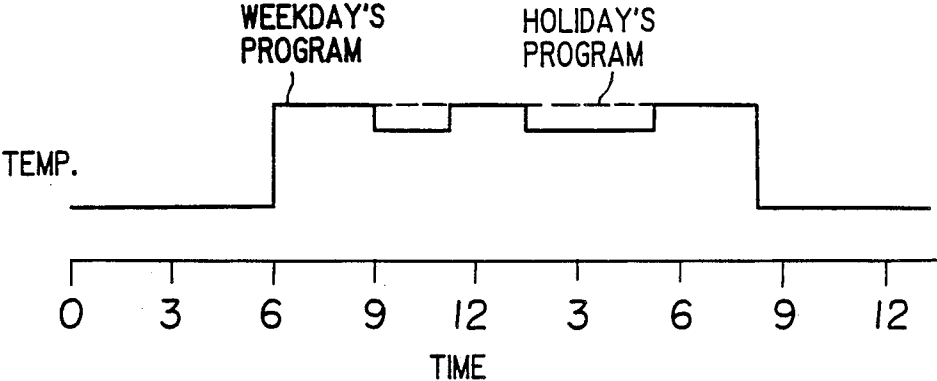 WEEKDAY'S
PROGRAM
HOLIDAY'S
PROGRAM
TEMP.
0 3 6 9 12 3 6 9 12
TIME